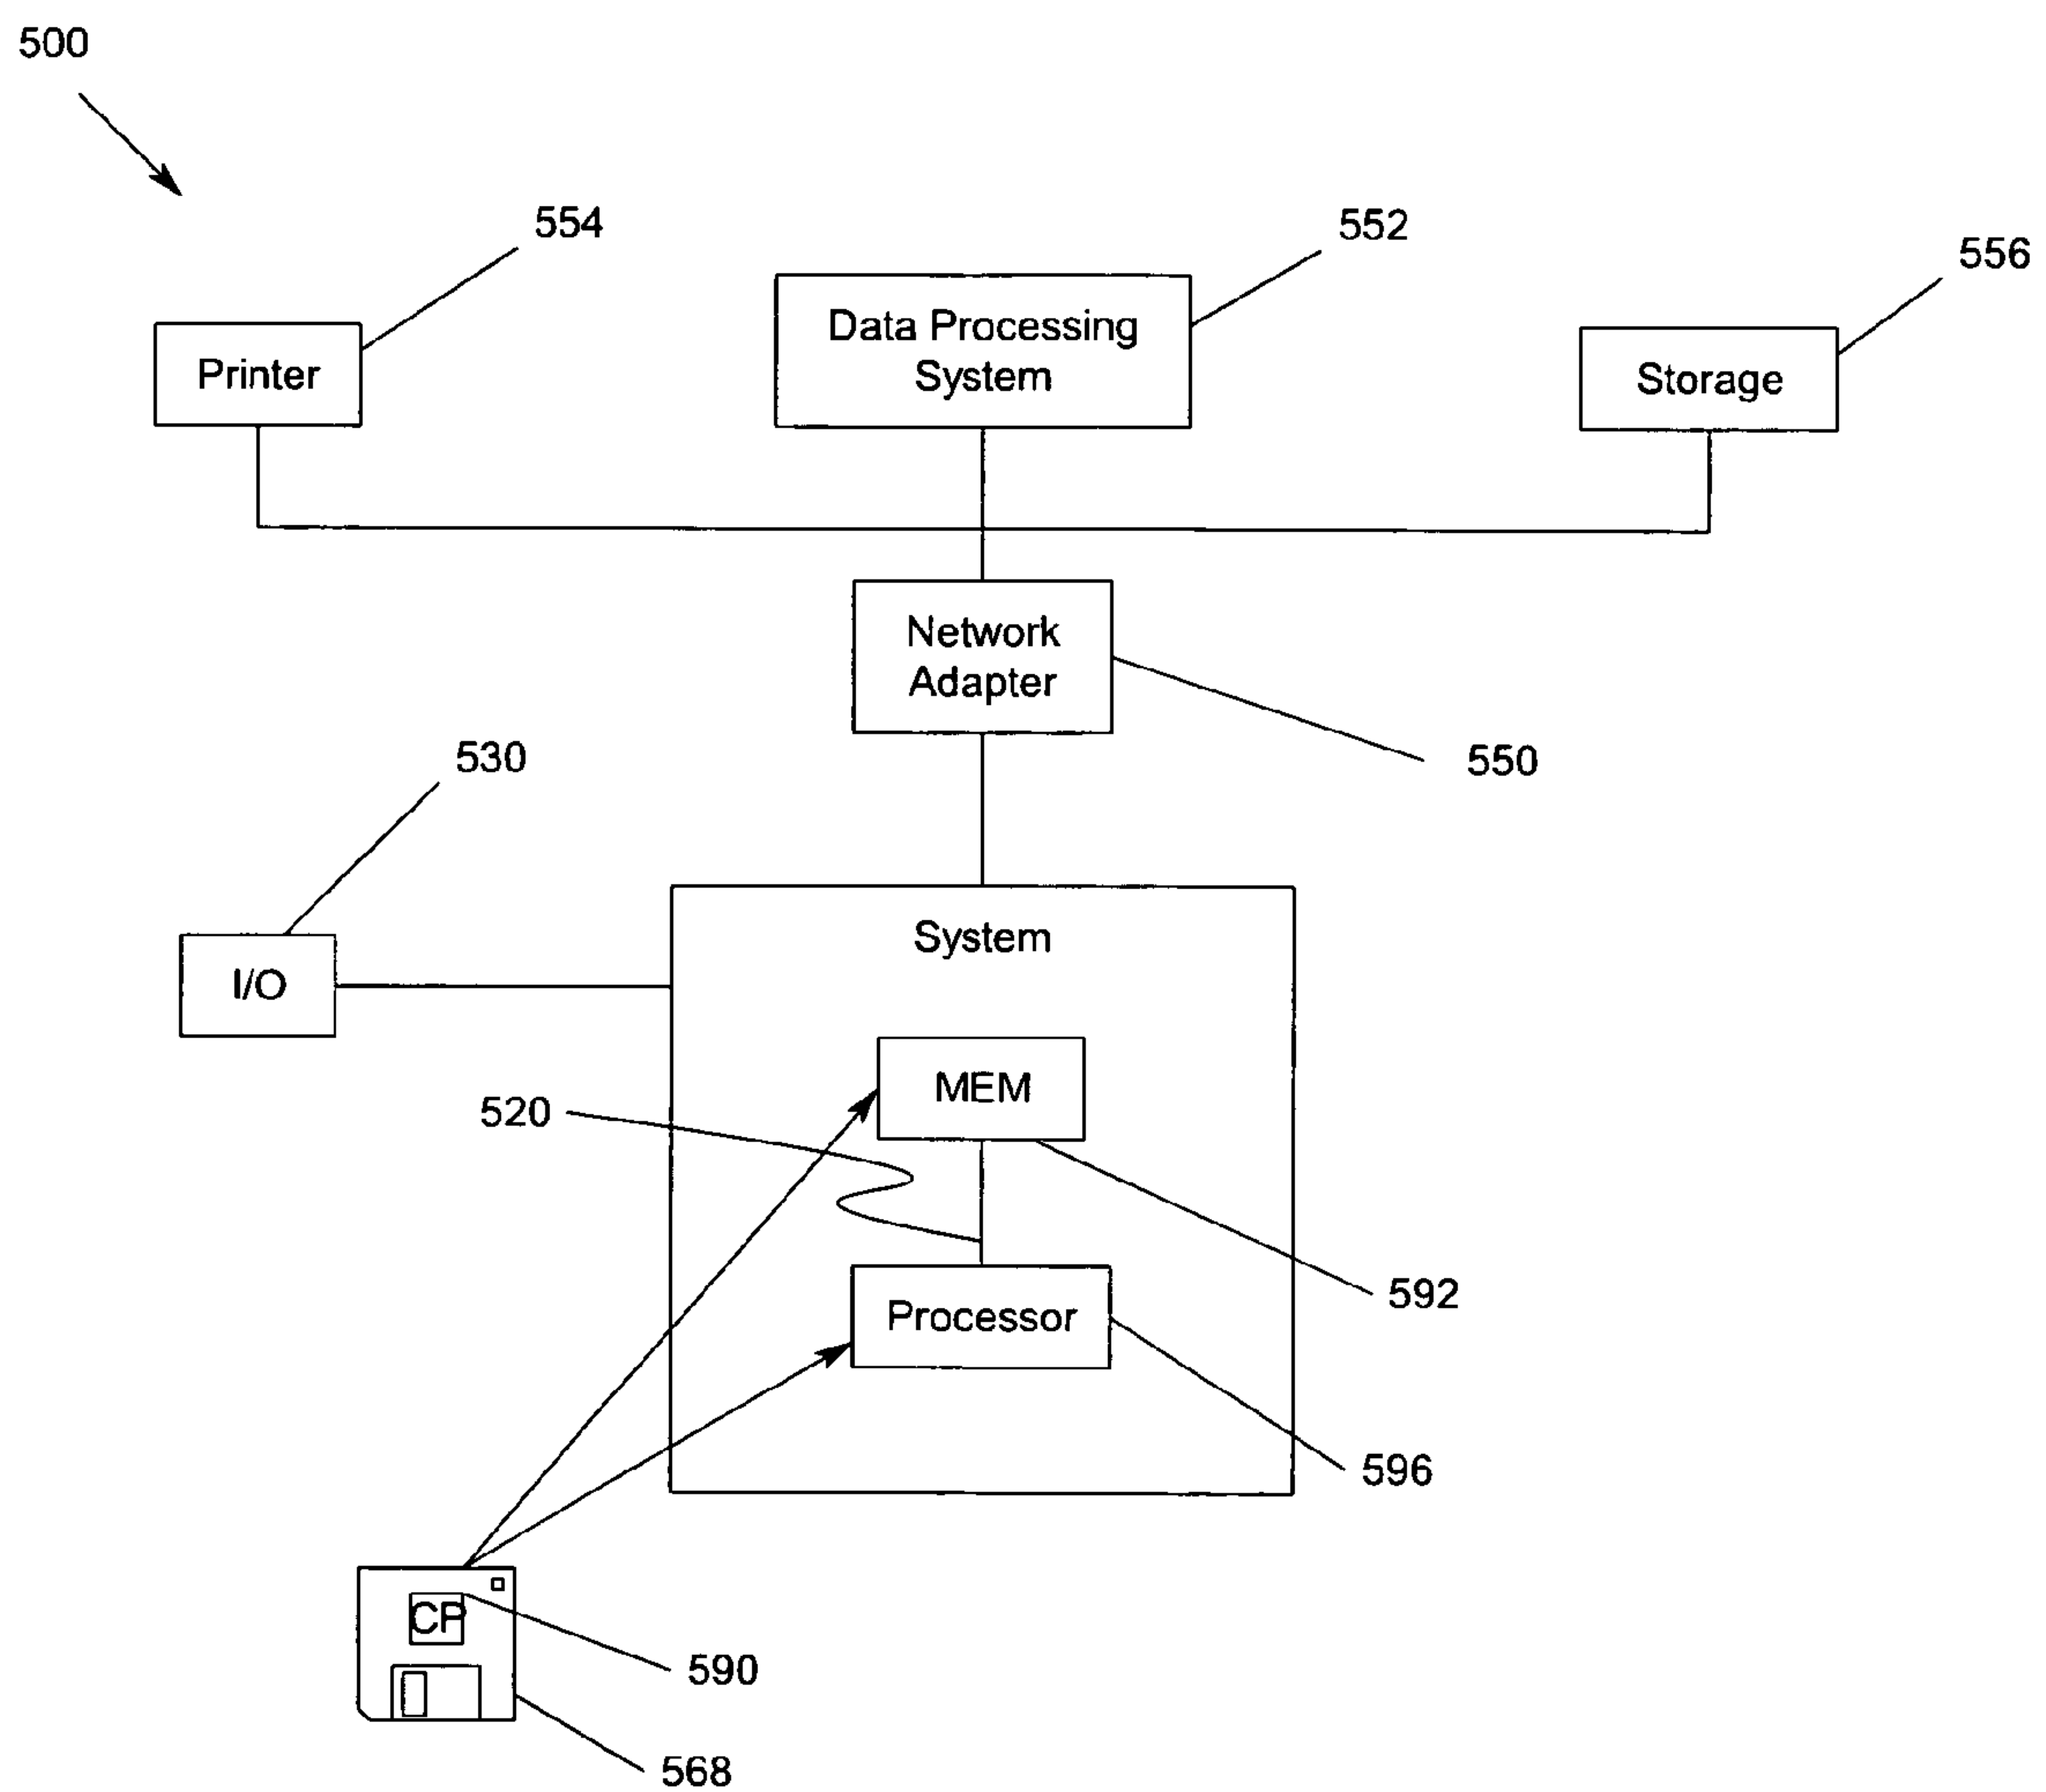 500
554
552
556
Printer
Data Processing
System
Storage
Network
Adapter
550
530
I/O
System
MEM
520
592
Processor
596
CP
590
568